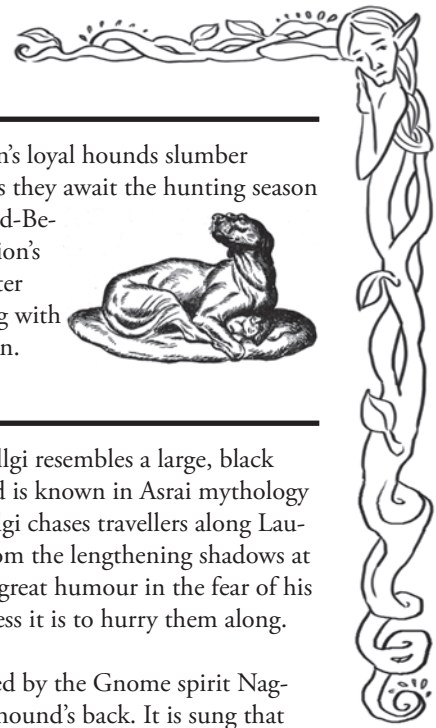 n's loyal hounds slumber
s they await the hunting season
d-Be-
ion's
ter
g with
n.
llgi resembles a large, black
d is known in Asrai mythology
lgi chases travellers along Lau-
om the lengthening shadows at
great humour in the fear of his
ess it is to hurry them along.
ed by the Gnome spirit Nag-
hound's back. It is sung that